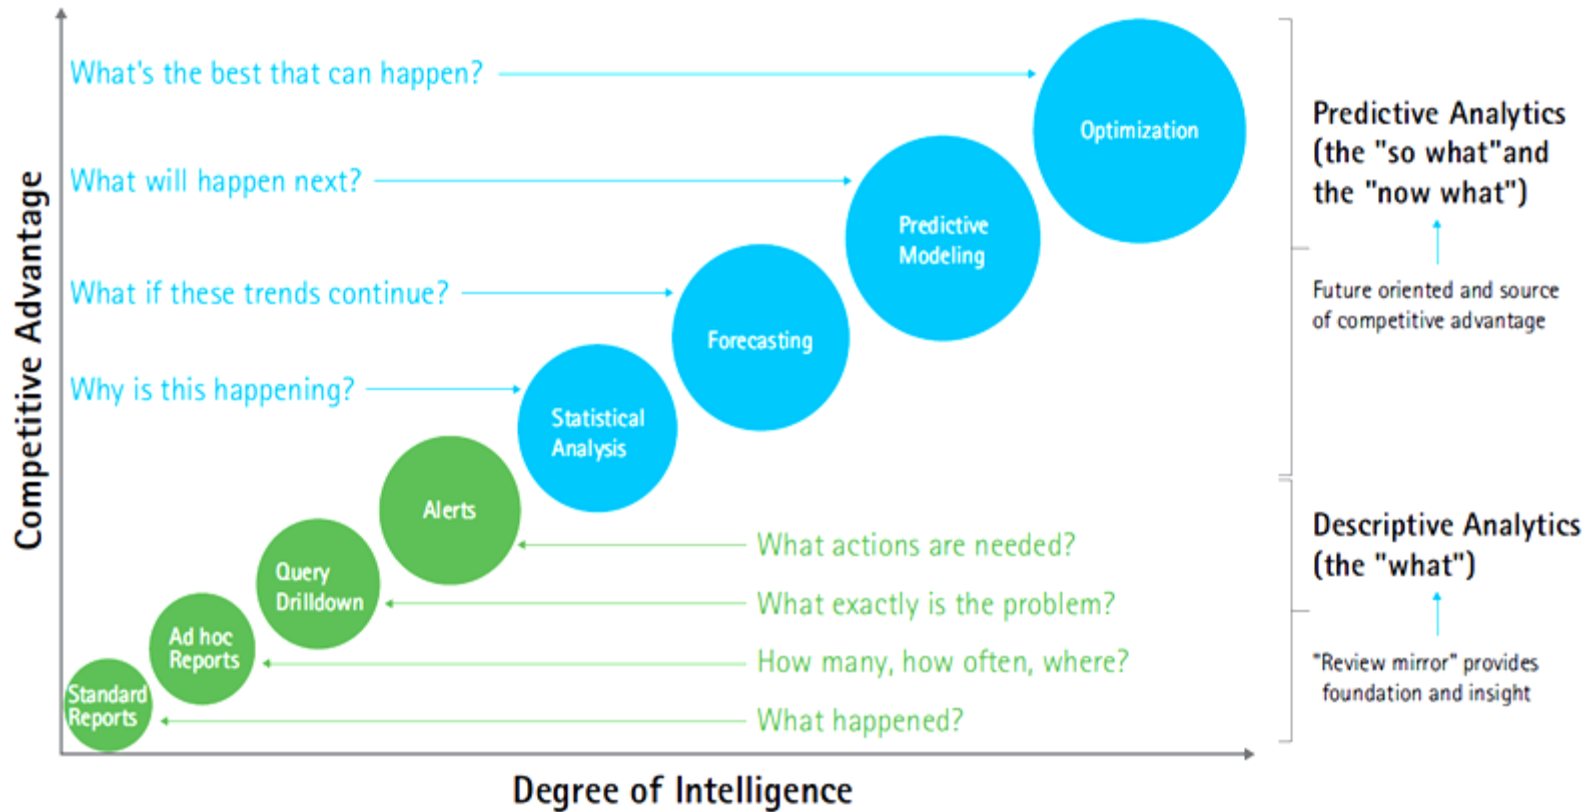 What's the best that can happen?
Optimization
What will happen next?
Predictive
Modeling
What if these trends continue?
Forecasting
Why is this happening?
Statistical
Analysis
Alerts
What actions are needed?
Query
Drilldown
What exactly is the problem?
Ad hoc
Reports
How many, how often, where?
Standard
Reports
What happened?
Competitive Advantage
Degree of Intelligence
Predictive Analytics
(the "so what"and
the "now what")
Future oriented and source
of competitive advantage
Descriptive Analytics
(the "what")
"Review mirror" provides
foundation and insight